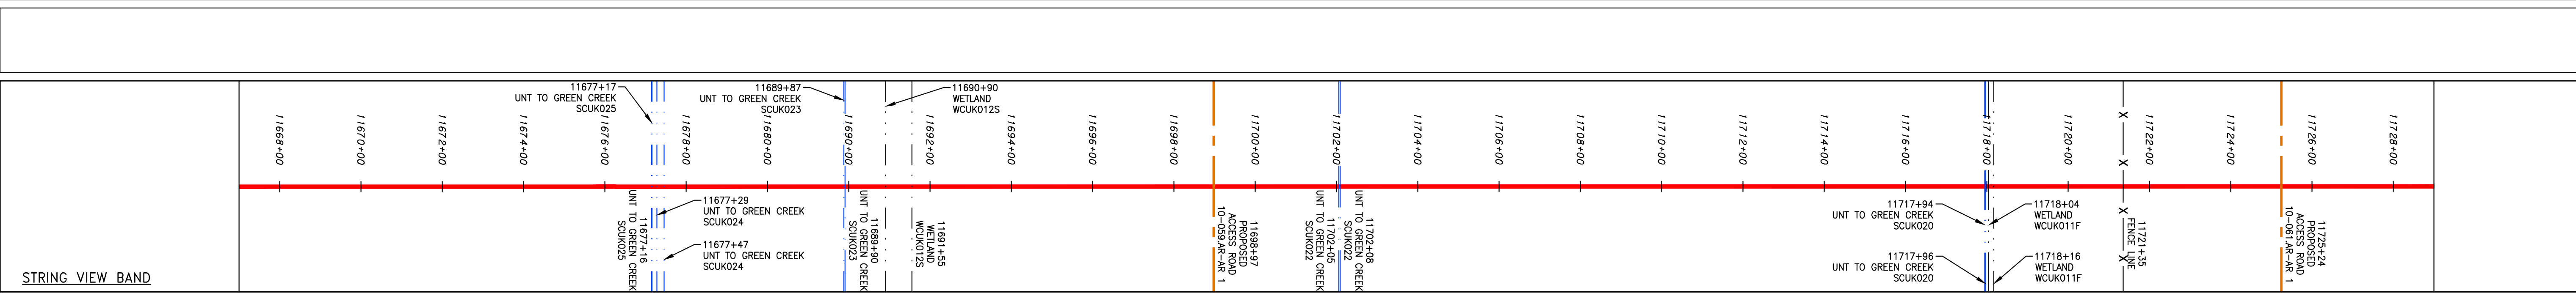 11677+17
UNT TO GREEN CREEK
SCUK025
11689+87
UNT TO GREEN CREEK
SCUK023
11690+90
WETLAND
WCUK012S
11668+00
11670+00
11672+00
11674+00
11676+00
11678+00
11680+00
11690+00
11692+00
11694+00
11696+00
11698+00
11700+00
11702+00
11704+00
11706+00
11708+00
11710+00
11712+00
11714+00
11716+00
11718+00
11720+00
11722+00
11724+00
11726+00
11728+00
11677+16
UNT TO GREEN CREEK
SCUK025
11677+29
UNT TO GREEN CREEK
SCUK024
11677+47
UNT TO GREEN CREEK
SCUK024
11689+90
UNT TO GREEN CREEK
SCUK023
11691+55
WETLAND
WCUK012S
11698+97
PROPOSED
ACCESS ROAD
10-059.AR-AR 1
11702+05
UNT TO GREEN CREEK
SCUK022
11702+08
UNT TO GREEN CREEK
SCUK022
11717+94
UNT TO GREEN CREEK
SCUK020
11717+96
UNT TO GREEN CREEK
SCUK020
11718+04
WETLAND
WCUK011F
11718+16
WETLAND
WCUK011F
11721+35
FENCE LINE
11725+24
PROPOSED
ACCESS ROAD
10-061.AR-AR 1
STRING VIEW BAND